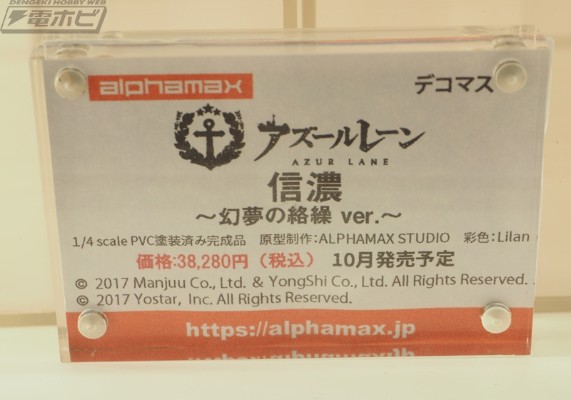 DENGEKI HOBBY WEB
電ホビ
alphamax
デコマス
アズールレーン
AZUR LANE
信濃
～幻夢の絡繰 ver.～
1/4 scale PVC塗装済み完成品 原型制作：ALPHAMAX STUDIO 彩色：Lilan
価格：38,280円（税込） 10月発売予定
© 2017 Manjuu Co., Ltd. & YongShi Co., Ltd. All Rights Reserved.
© 2017 Yostar, Inc. All Rights Reserved.
https://alphamax.jp